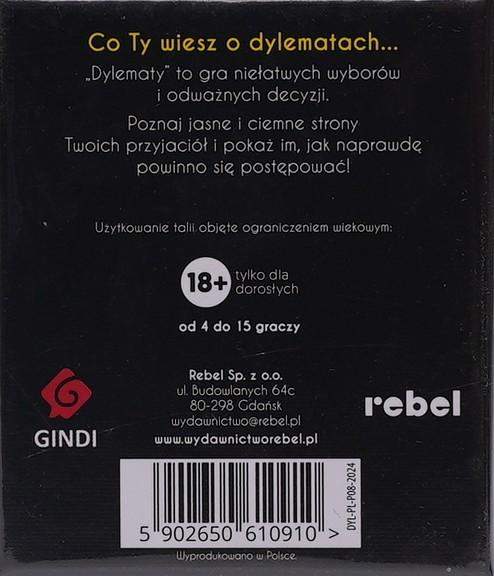 Co Ty wiesz o dylematach...
„Dylematy” to gra niełatwych wyborów
i odważnych decyzji.
Poznaj jasne i ciemne strony
Twoich przyjaciół i pokaż im, jak naprawdę
powinno się postępować!
Użytkowanie talii objęte ograniczeniem wiekowym:
18+ tylko dla
dorosłych
od 4 do 15 graczy
Rebel Sp. z o.o.
ul. Budowlanych 64c
80-298 Gdańsk
wydawnictwo@rebel.pl
www.wydawnictworebel.pl
GINDI
rebel
5 902650 610910 >
DYL-PL-P08-2024
Wyprodukowano w Polsce.